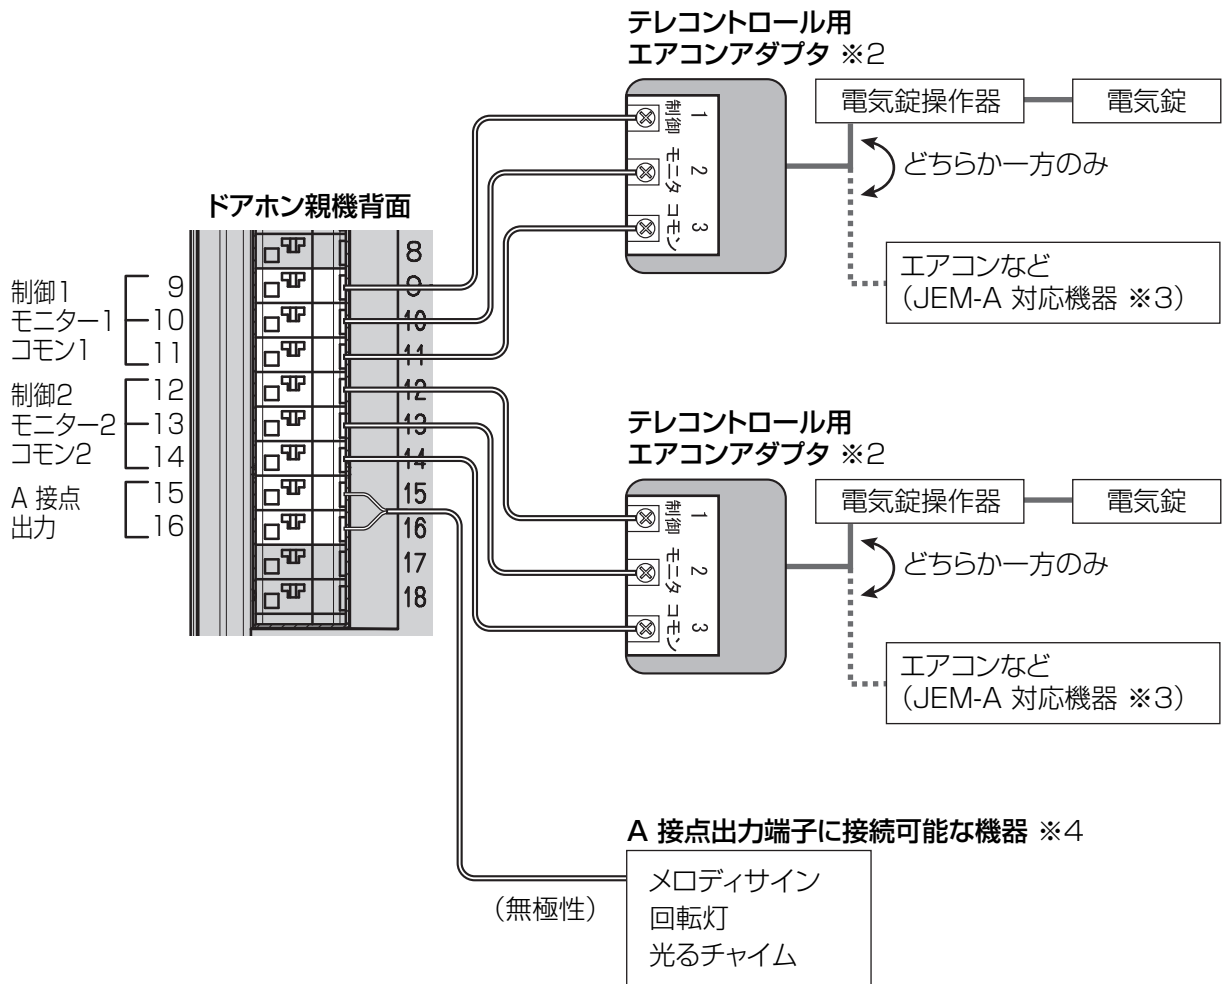 テレコントロール用
エアコンアダプタ ※2
制御 1
モニタ 2
コモン 3
電気錠操作器
電気錠
どちらか一方のみ
エアコンなど
（JEM-A 対応機器 ※3）
ドアホン親機背面
8
9
10
11
12
13
14
15
16
17
18
制御1 9
モニター1 10
コモン1 11
制御2 12
モニター2 13
コモン2 14
A 接点 15
出力 16
テレコントロール用
エアコンアダプタ ※2
制御 1
モニタ 2
コモン 3
電気錠操作器
電気錠
どちらか一方のみ
エアコンなど
（JEM-A 対応機器 ※3）
A 接点出力端子に接続可能な機器 ※4
（無極性）
メロディサイン
回転灯
光るチャイム